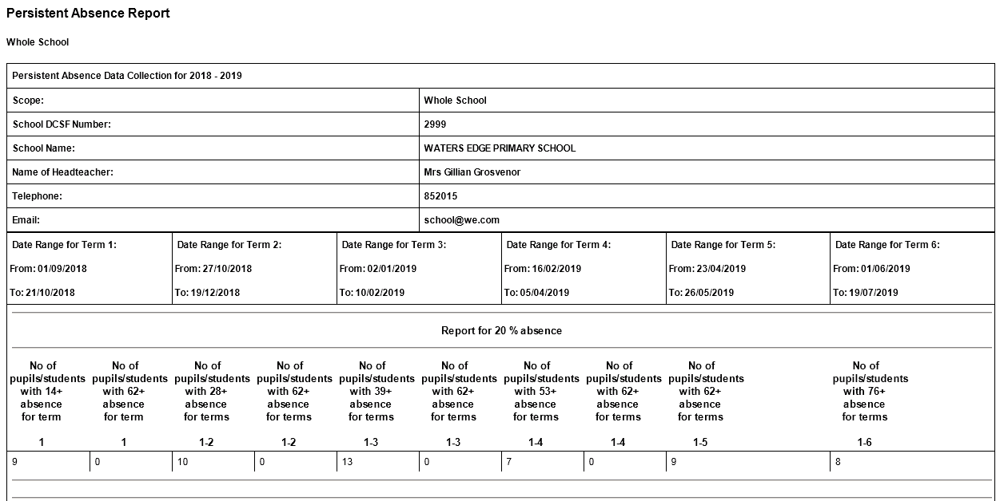 Persistent Absence Report
Whole School
Persistent Absence Data Collection for 2018 - 2019
Scope: Whole School
School DCSF Number: 2999
School Name: WATERS EDGE PRIMARY SCHOOL
Name of Headteacher: Mrs Gillian Grosvenor
Telephone: 852015
Email: school@we.com
Date Range for Term 1: Date Range for Term 2: Date Range for Term 3: Date Range for Term 4: Date Range for Term 5: Date Range for Term 6:
From: 01/09/2018 From: 27/10/2018 From: 02/01/2019 From: 16/02/2019 From: 23/04/2019 From: 01/06/2019
To: 21/10/2018 To: 19/12/2018 To: 10/02/2019 To: 05/04/2019 To: 26/05/2019 To: 19/07/2019
Report for 20 % absence
No of No of No of No of No of No of No of No of No of No of
pupils/students pupils/students pupils/students pupils/students pupils/students pupils/students pupils/students pupils/students pupils/students pupils/students
with 14+ with 62+ with 28+ with 62+ with 39+ with 62+ with 53+ with 62+ with 62+ with 76+
absence absence absence absence absence absence absence absence absence absence
for term for term for terms for terms for terms for terms for terms for terms for terms for terms
1 1 1-2 1-2 1-3 1-3 1-4 1-4 1-5 1-6
9 0 10 0 13 0 7 0 9 8